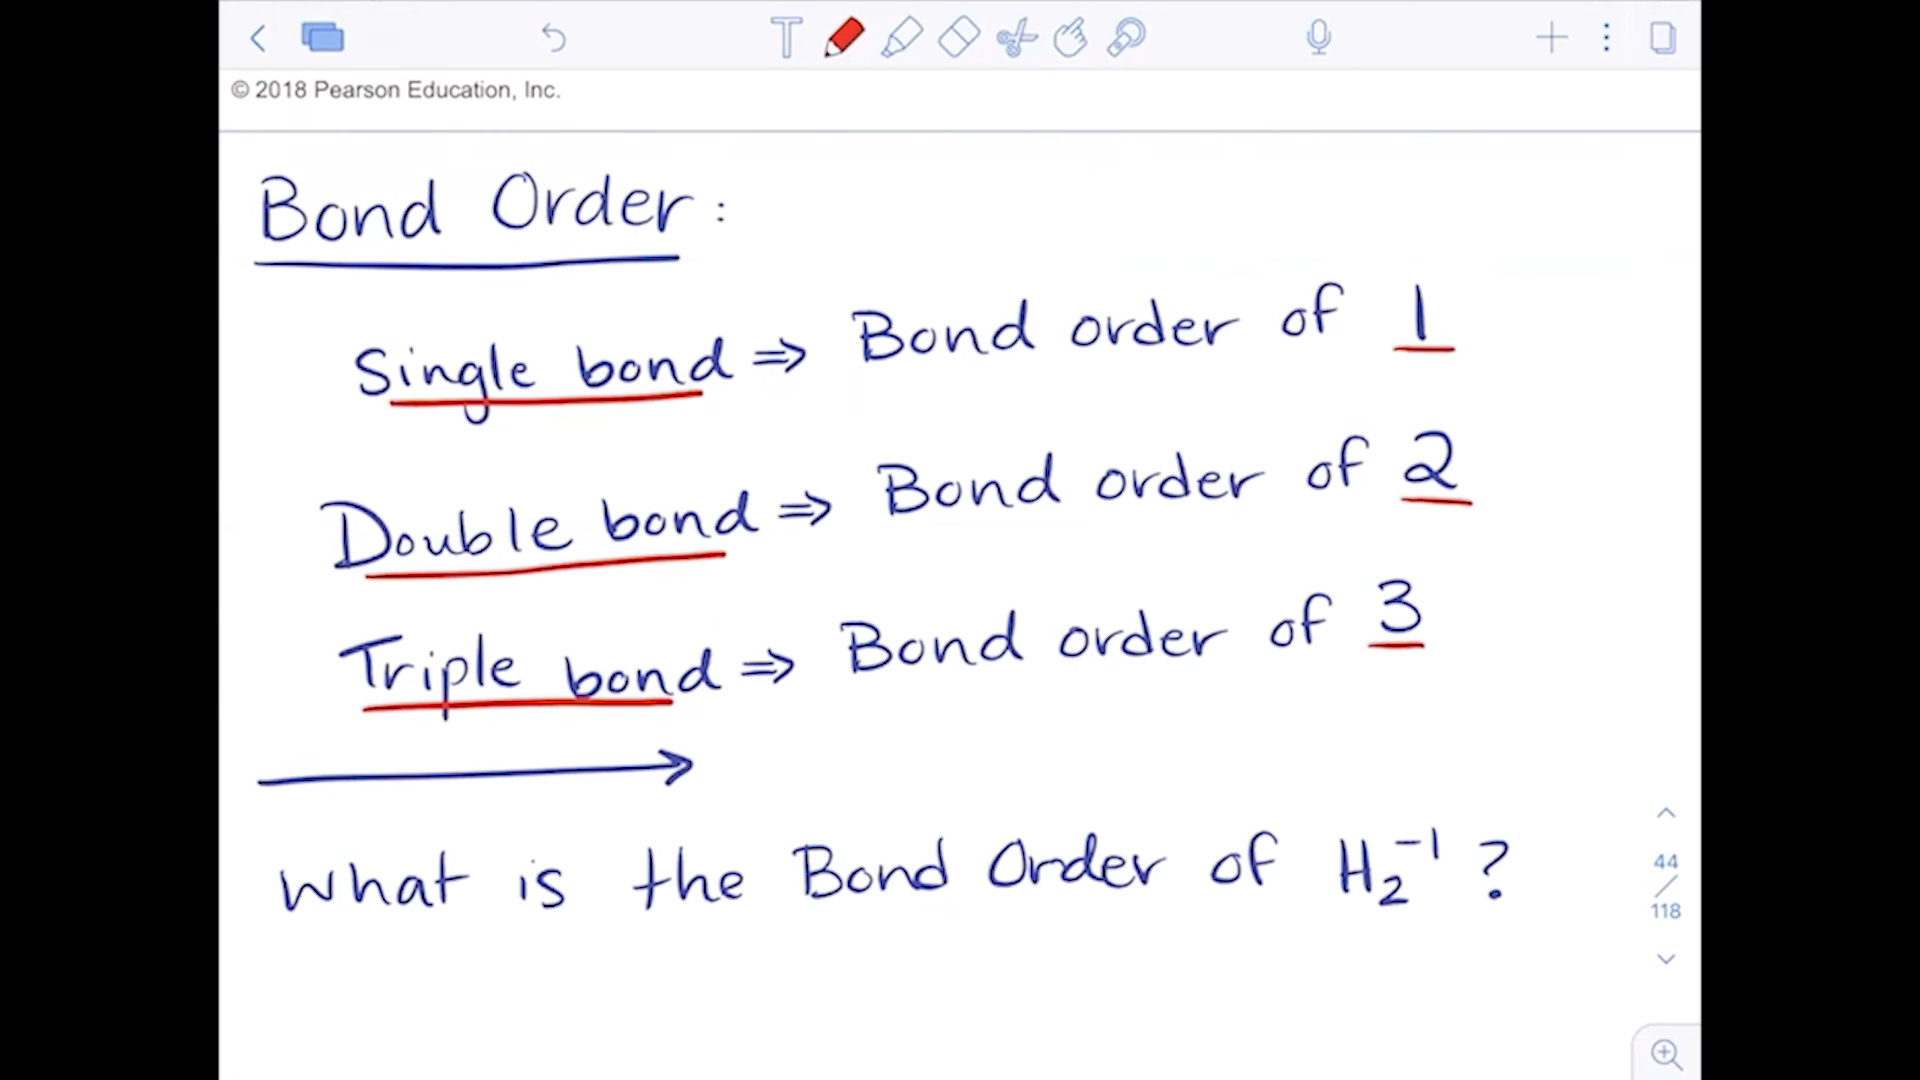 T
© 2018 Pearson Education, Inc.
Bond Order:
Single bond ⇒ Bond order of 1
Double bond ⇒ Bond order of 2
Triple bond ⇒ Bond order of 3
What is the Bond Order of H₂⁻¹?
44
/
118